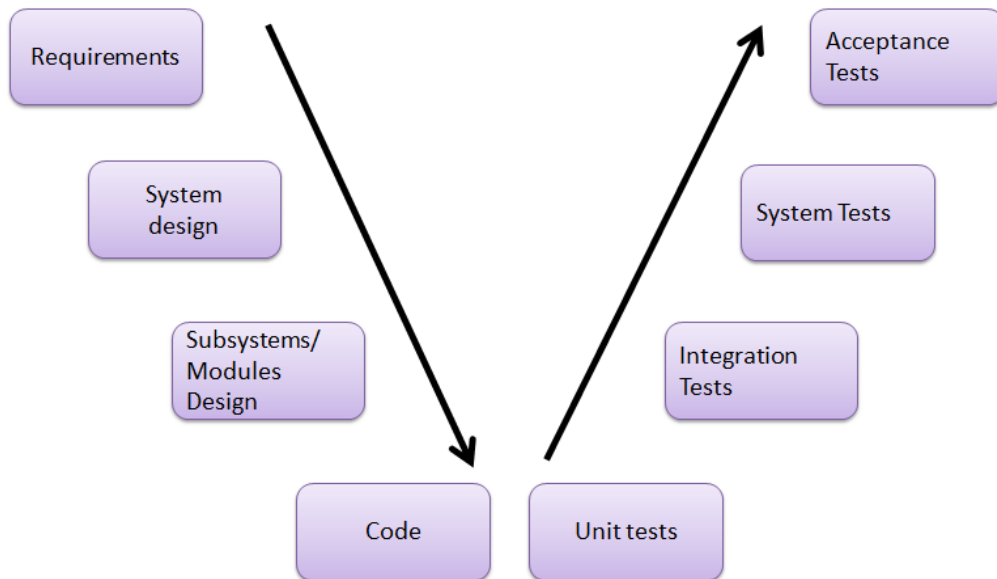 Requirements
Acceptance
Tests
System
design
System Tests
Subsystems/
Modules
Design
Integration
Tests
Code
Unit tests